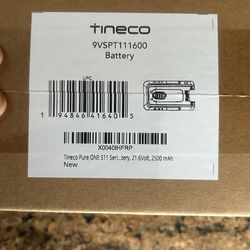 Tineco
9VSPT111600
Battery
UPC
1 94846 41640 5
X0040IHFRP
Tineco Pure ONE S11 Seri...tery, 21.6Volt, 2500 mAh
New